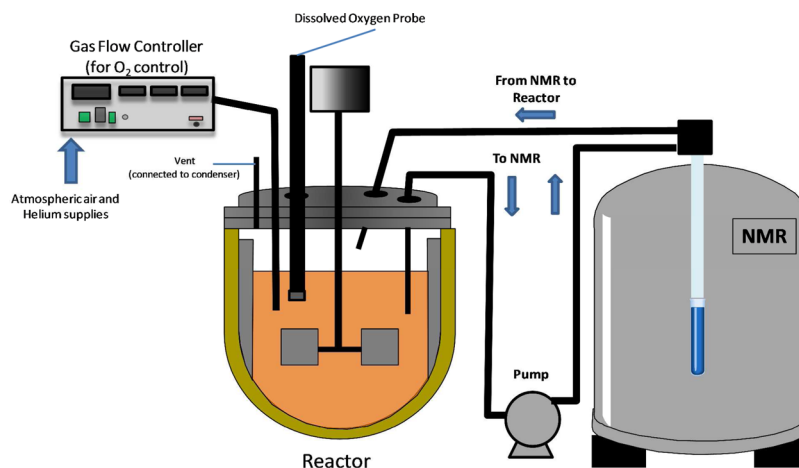 Dissolved Oxygen Probe
Gas Flow Controller
(for O₂ control)
From NMR to
Reactor
Vent
(connected to condenser)
To NMR
Atmospheric air and
Helium supplies
NMR
Pump
Reactor